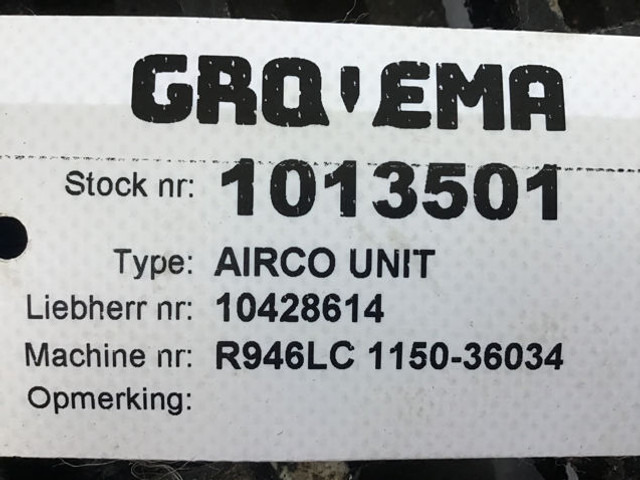 GRO'EMA
Stock nr: 1013501
Type: AIRCO UNIT
Liebherr nr: 10428614
Machine nr: R946LC 1150-36034
Opmerking: